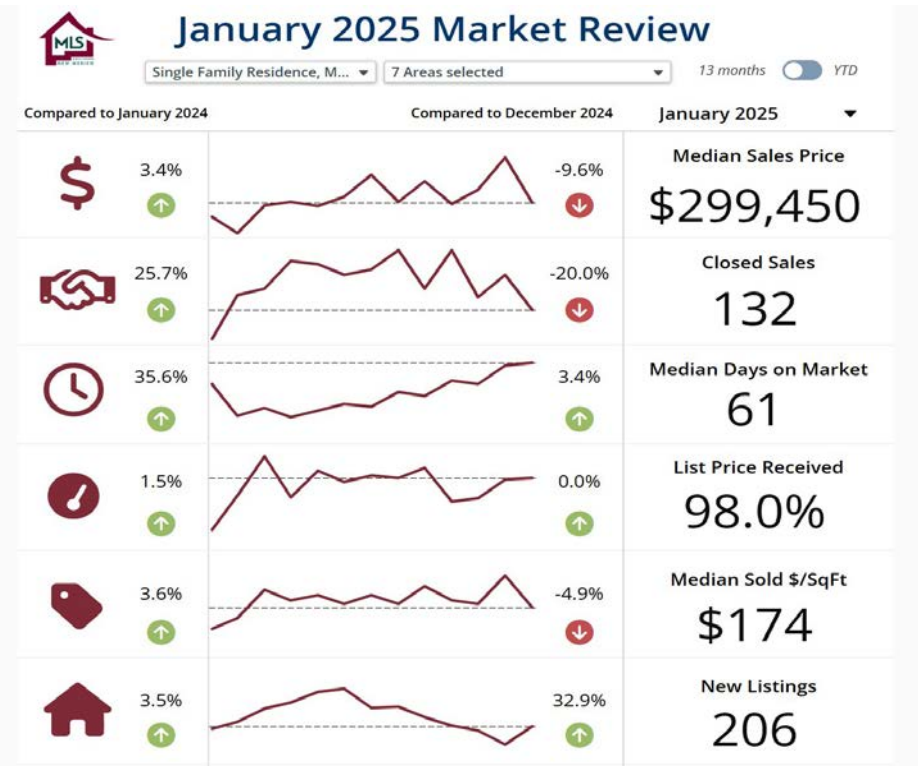 January 2025 Market Review
MLS
NEW MEXICO
Single Family Residence, M...
7 Areas selected
13 months
YTD
Compared to January 2024
Compared to December 2024
January 2025
3.4%
-9.6%
Median Sales Price
$299,450
25.7%
-20.0%
Closed Sales
132
35.6%
3.4%
Median Days on Market
61
1.5%
0.0%
List Price Received
98.0%
3.6%
-4.9%
Median Sold $/SqFt
$174
3.5%
32.9%
New Listings
206